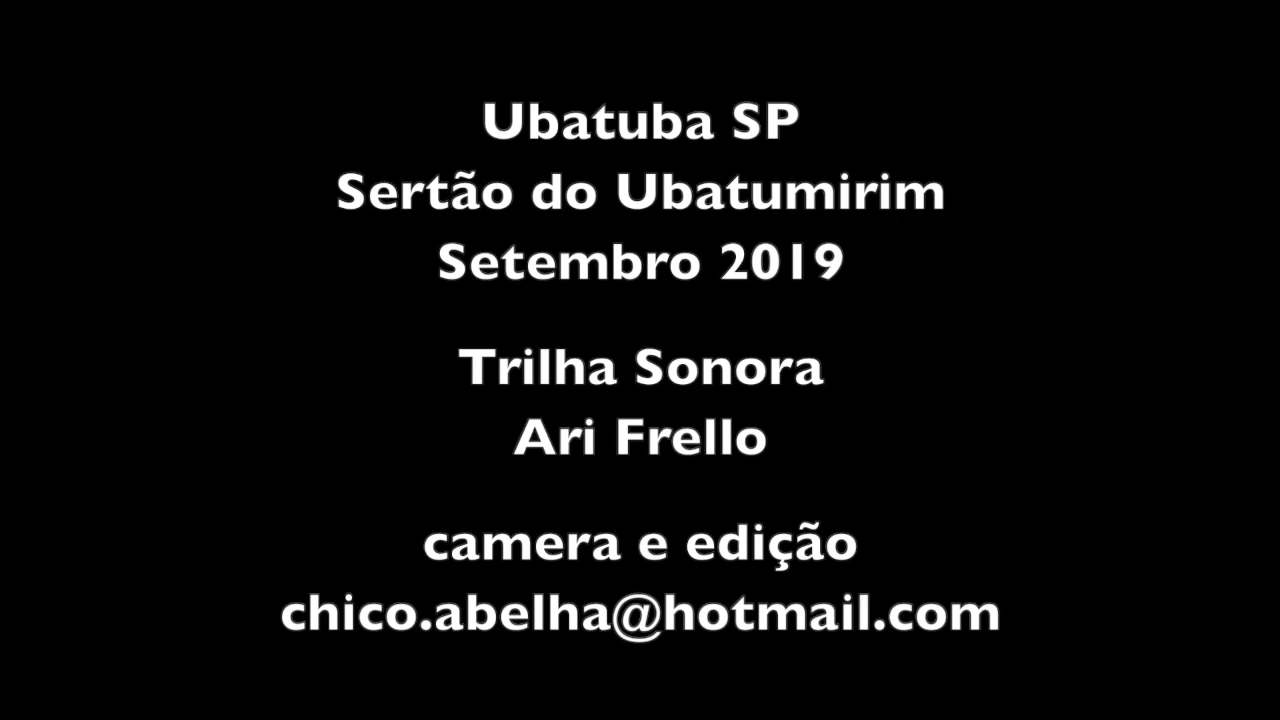 Ubatuba SP
Sertão do Ubatumirim
Setembro 2019
Trilha Sonora
Ari Frello
camera e edição
chico.abelha@hotmail.com